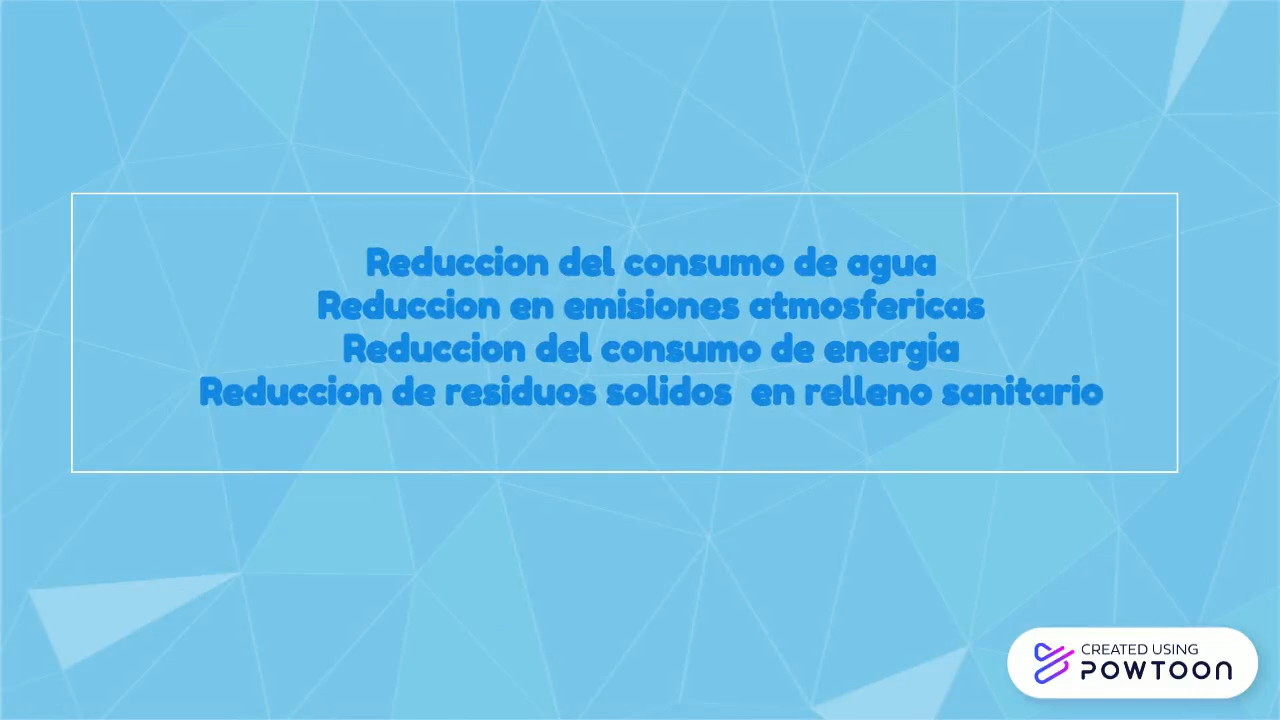 Reduccion del consumo de agua
Reduccion en emisiones atmosfericas
Reduccion del consumo de energia
Reduccion de residuos solidos  en relleno sanitario
CREATED USING
POWTOON